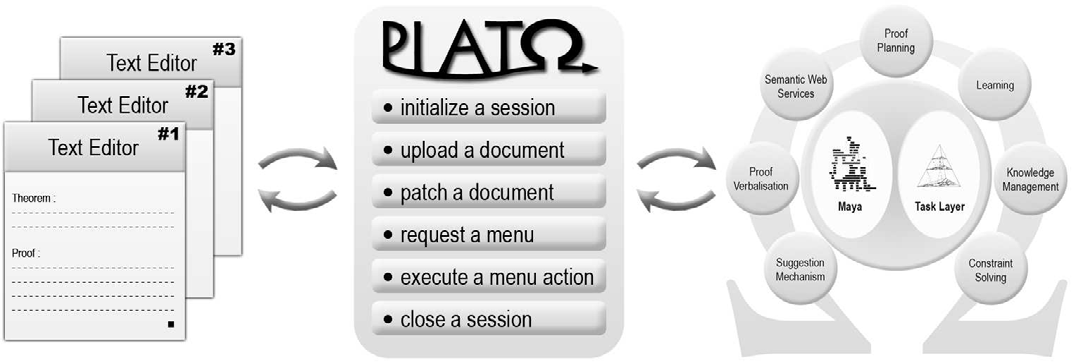 #3
Text Editor
#2
Text Editor
#1
Text Editor
Theorem :
Proof :
PLATΩ
• initialize a session
• upload a document
• patch a document
• request a menu
• execute a menu action
• close a session
Proof
Planning
Semantic Web
Services
Learning
Proof
Verbalisation
Maya
Task Layer
Knowledge
Management
Suggestion
Mechanism
Constraint
Solving